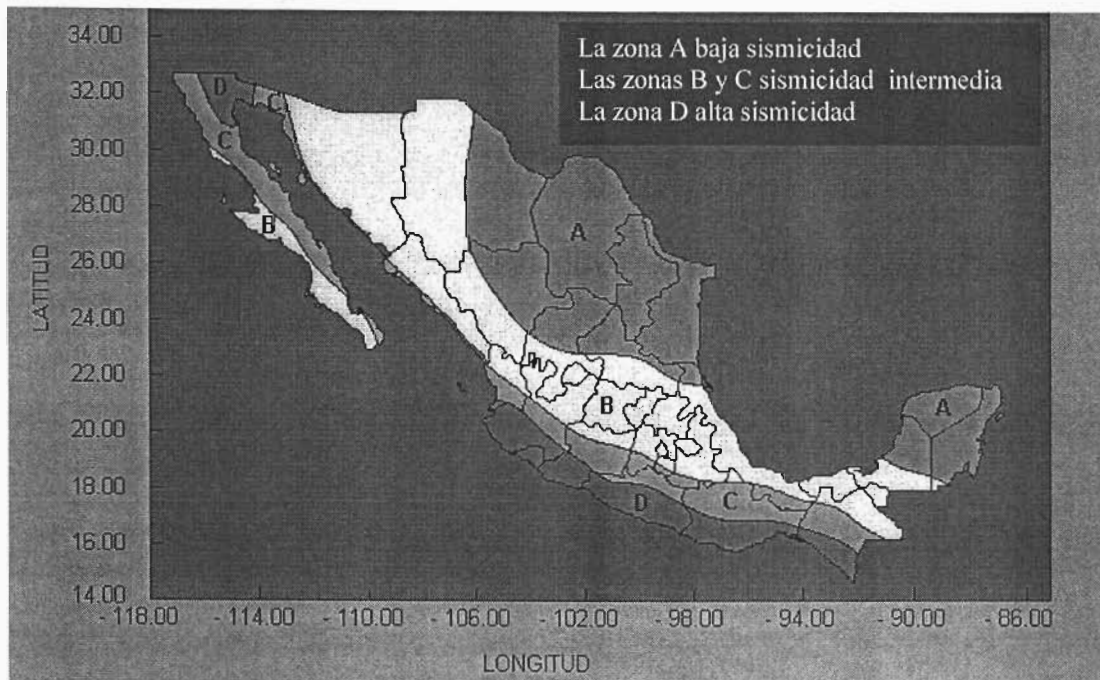 La zona A baja sismicidad
Las zonas B y C sismicidad intermedia
La zona D alta sismicidad
34.00
32.00
30.00
28.00
26.00
24.00
22.00
20.00
18.00
16.00
14.00
LATITUD
D
C
C
B
A
A
B
D
C
- 118.00 - 114.00 - 110.00 - 106.00 - 102.00 - 98.00 - 94.00 - 90.00 - 86.00
LONGITUD